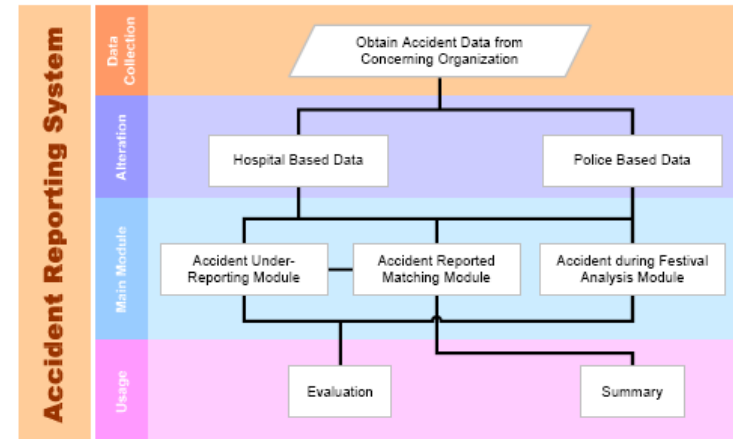 Accident Reporting System
Data
Collection
Obtain Accident Data from
Concerning Organization
Alteration
Hospital Based Data
Police Based Data
Main Module
Accident Under-
Reporting Module
Accident Reported
Matching Module
Accident during Festival
Analysis Module
Usage
Evaluation
Summary